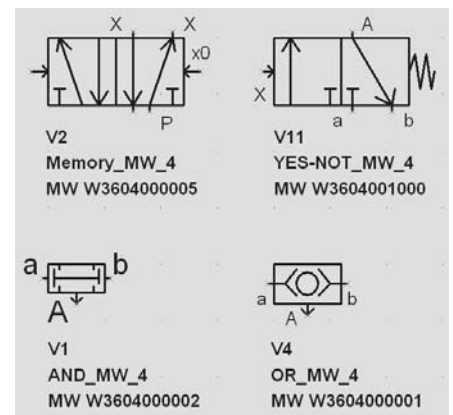 X X
x0
P
V2
Memory_MW_4
MW W3604000005
A
X
a b
V11
YES-NOT_MW_4
MW W3604001000
a b
A
V1
AND_MW_4
MW W3604000002
a b
A
V4
OR_MW_4
MW W3604000001